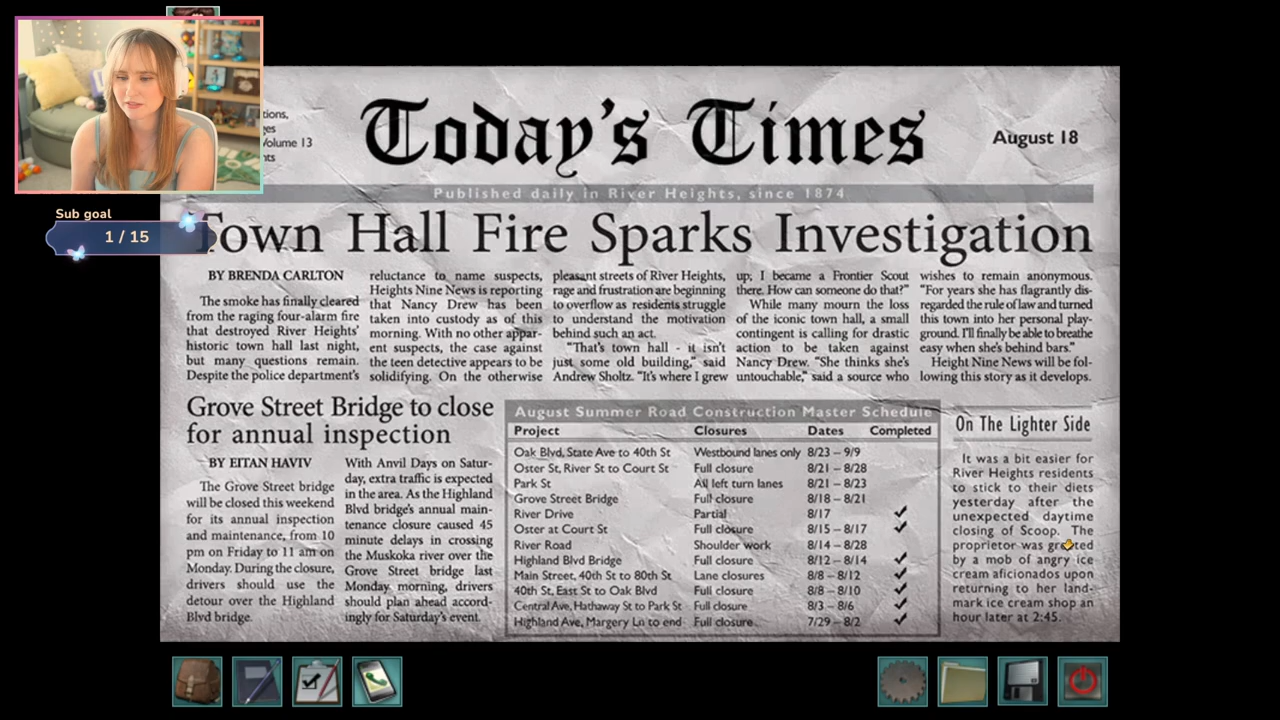 Sub goal
1 / 15
tions,
Volume 13
Today's Times
August 18
Published daily in River Heights, since 1874
Town Hall Fire Sparks Investigation
BY BRENDA CARLTON
The smoke has finally cleared
from the raging four-alarm fire
that destroyed River Heights'
historic town hall last night,
but many questions remain.
Despite the police department's
reluctance to name suspects,
Heights Nine News is reporting
that Nancy Drew has been
taken into custody as of this
morning. With no other appar-
ent suspects, the case against
the teen detective appears to be
solidifying. On the otherwise
pleasant streets of River Heights,
rage and frustration are beginning
to overflow as residents struggle
to understand the motivation
behind such an act.
"That's town hall - it isn't
just some old building," said
Andrew Sholtz. "It's where I grew
up; I became a Frontier Scout
there. How can someone do that?"
While many mourn the loss
of the iconic town hall, a small
contingent is calling for drastic
action to be taken against
Nancy Drew. "She thinks she's
untouchable," said a source who
wishes to remain anonymous.
"For years she has flagrantly dis-
regarded the rule of law and turned
this town into her personal play-
ground. I'll finally be able to breathe
easy when she's behind bars."
Height Nine News will be fol-
lowing this story as it develops.
Grove Street Bridge to close
for annual inspection
BY EITAN HAVIV
The Grove Street bridge
will be closed this weekend
for its annual inspection
and maintenance, from 10
pm on Friday to 11 am on
Monday. During the closure,
drivers should use the
detour over the Highland
Blvd bridge.
With Anvil Days on Satur-
day, extra traffic is expected
in the area. As the Highland
Blvd bridge's annual main-
tenance closure caused 45
minute delays in crossing
the Muskoka river over the
Grove Street bridge last
Monday morning, drivers
should plan ahead accord-
ingly for Saturday's event.
August Summer Road Construction Master Schedule
Project Closures Dates Completed
Oak Blvd, State Ave to 40th St Westbound lanes only 8/23 – 9/9
Oster St, River St to Court St Full closure 8/21 – 8/28
Park St All left turn lanes 8/21 – 8/23
Grove Street Bridge Full closure 8/18 – 8/21
River Drive Partial 8/17 ✓
Oster at Court St Full closure 8/15 – 8/17 ✓
River Road Shoulder work 8/14 – 8/28
Highland Blvd Bridge Full closure 8/12 – 8/14 ✓
Main Street, 40th St to 80th St Lane closures 8/8 – 8/12 ✓
40th St, East St to Oak Blvd Full closure 8/8 – 8/10 ✓
Central Ave, Hathaway St to Park St Full closure 8/3 – 8/6 ✓
Highland Ave, Margery Ln to end Full closure 7/29 – 8/2 ✓
On The Lighter Side
It was a bit easier for
River Heights residents
to stick to their diets
yesterday after the
unexpected daytime
closing of Scoop. The
proprietor was greeted
by a mob of angry ice
cream aficionados upon
returning to her land-
mark ice cream shop an
hour later at 2:45.